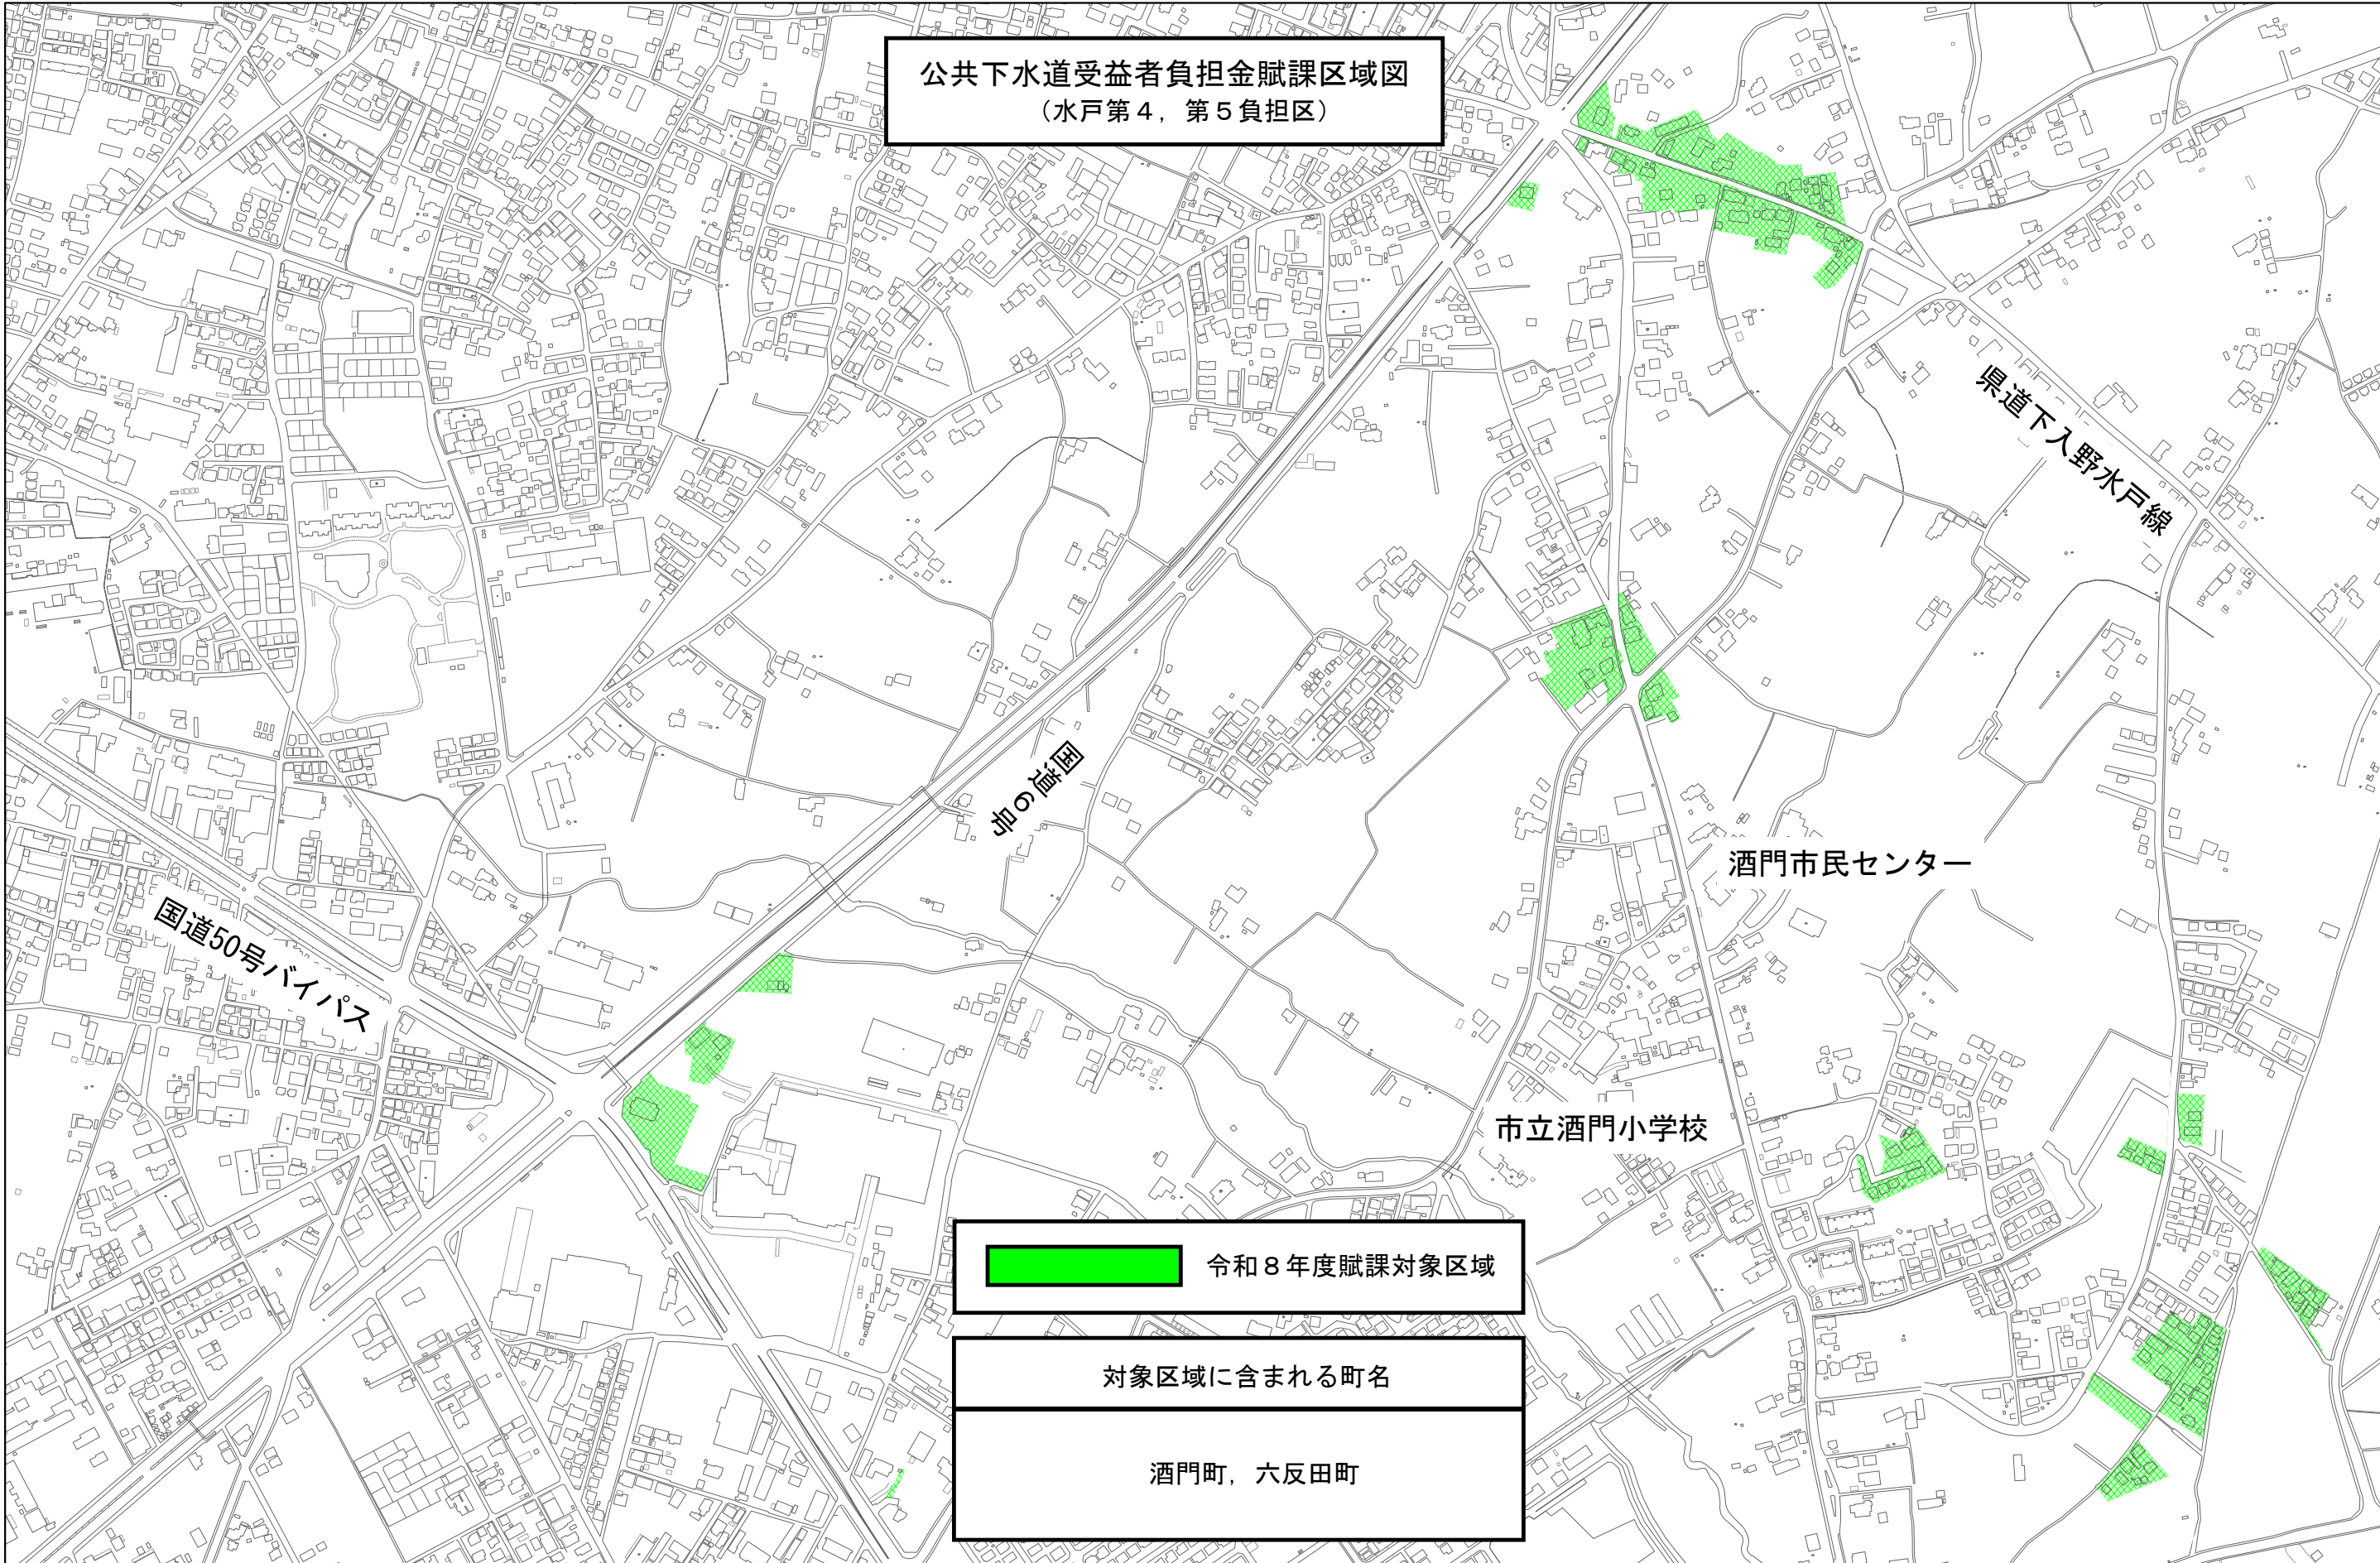 公共下水道受益者負担金賦課区域図
(水戸第４，第５負担区)
県道下入野水戸線
国道６号
酒門市民センター
国道50号バイパス
市立酒門小学校
令和８年度賦課対象区域
対象区域に含まれる町名
酒門町，六反田町